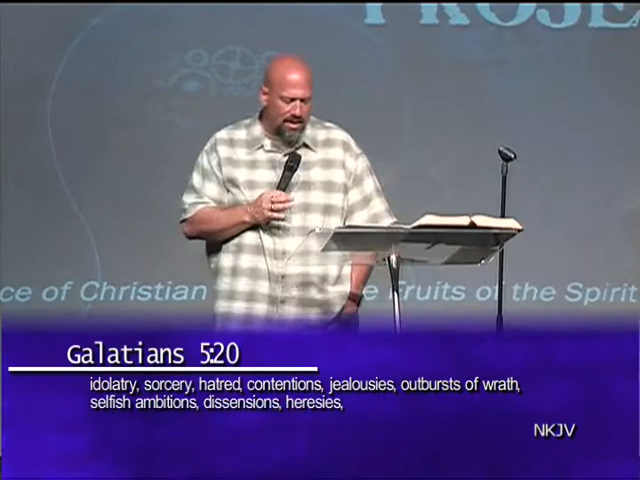 PROJE
ce of Christian e Fruits of the Spirit
Galatians 5:20
idolatry, sorcery, hatred, contentions, jealousies, outbursts of wrath,
selfish ambitions, dissensions, heresies,
NKJV